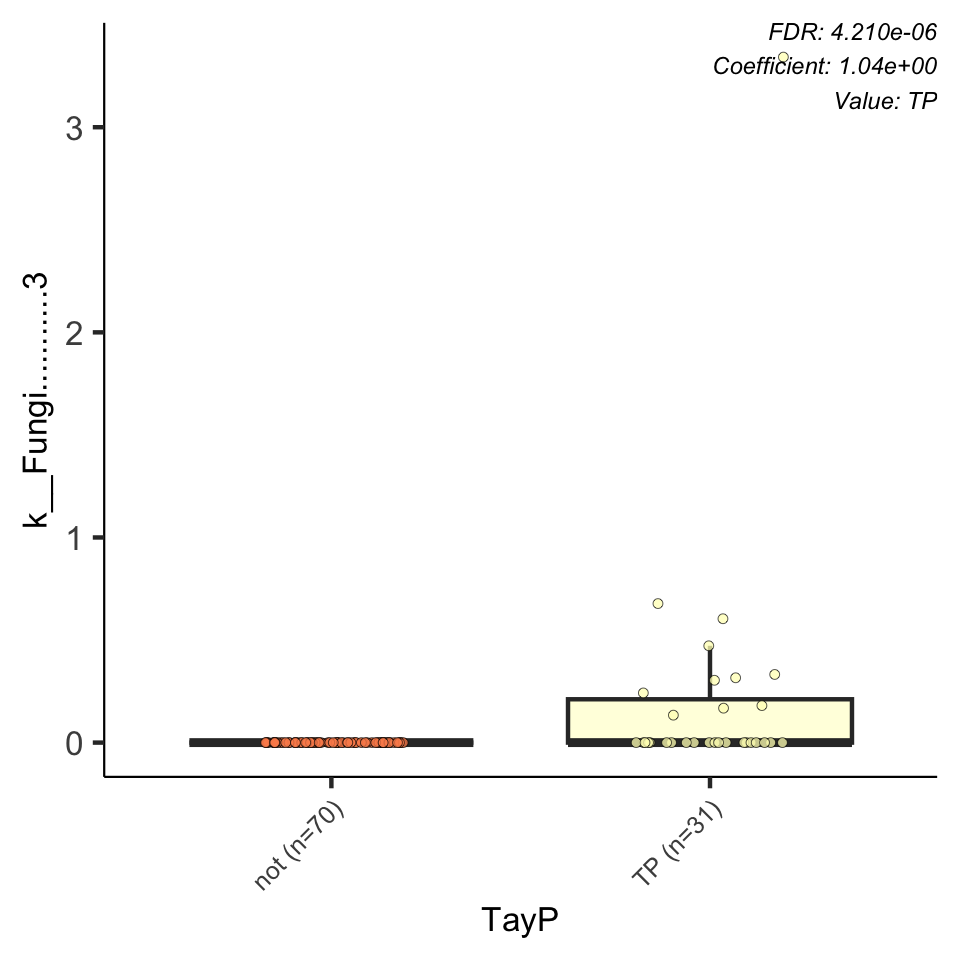 FDR: 4.210e-06
Coefficient: 1.04e+00
Value: TP
3
2
1
0
k__Fungi...........3
not (n=70)
TP (n=31)
TayP